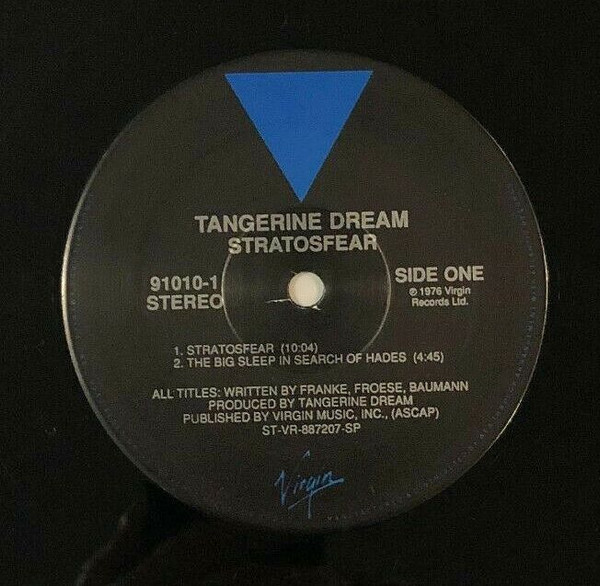 TANGERINE DREAM
STRATOSFEAR
91010-1
STEREO
SIDE ONE
℗ 1976 Virgin
Records Ltd.
1. STRATOSFEAR (10:04)
2. THE BIG SLEEP IN SEARCH OF HADES (4:45)
ALL TITLES: WRITTEN BY FRANKE, FROESE, BAUMANN
PRODUCED BY TANGERINE DREAM
PUBLISHED BY VIRGIN MUSIC, INC., (ASCAP)
ST-VR-887207-SP
Virgin